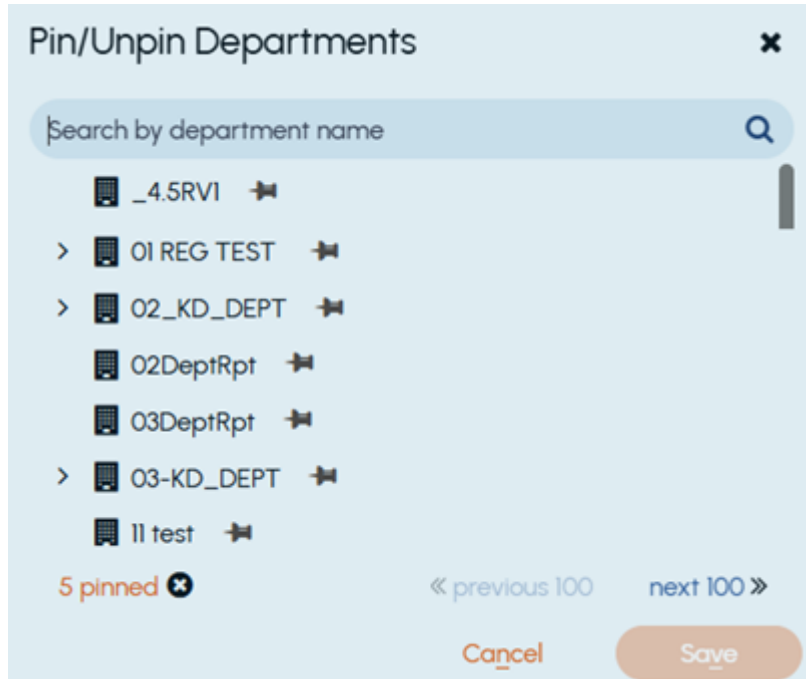 Pin/Unpin Departments
Search by department name
_4.5RV1
01 REG TEST
02_KD_DEPT
02DeptRpt
03DeptRpt
03-KD_DEPT
11 test
5 pinned « previous 100 next 100 »
Cancel Save